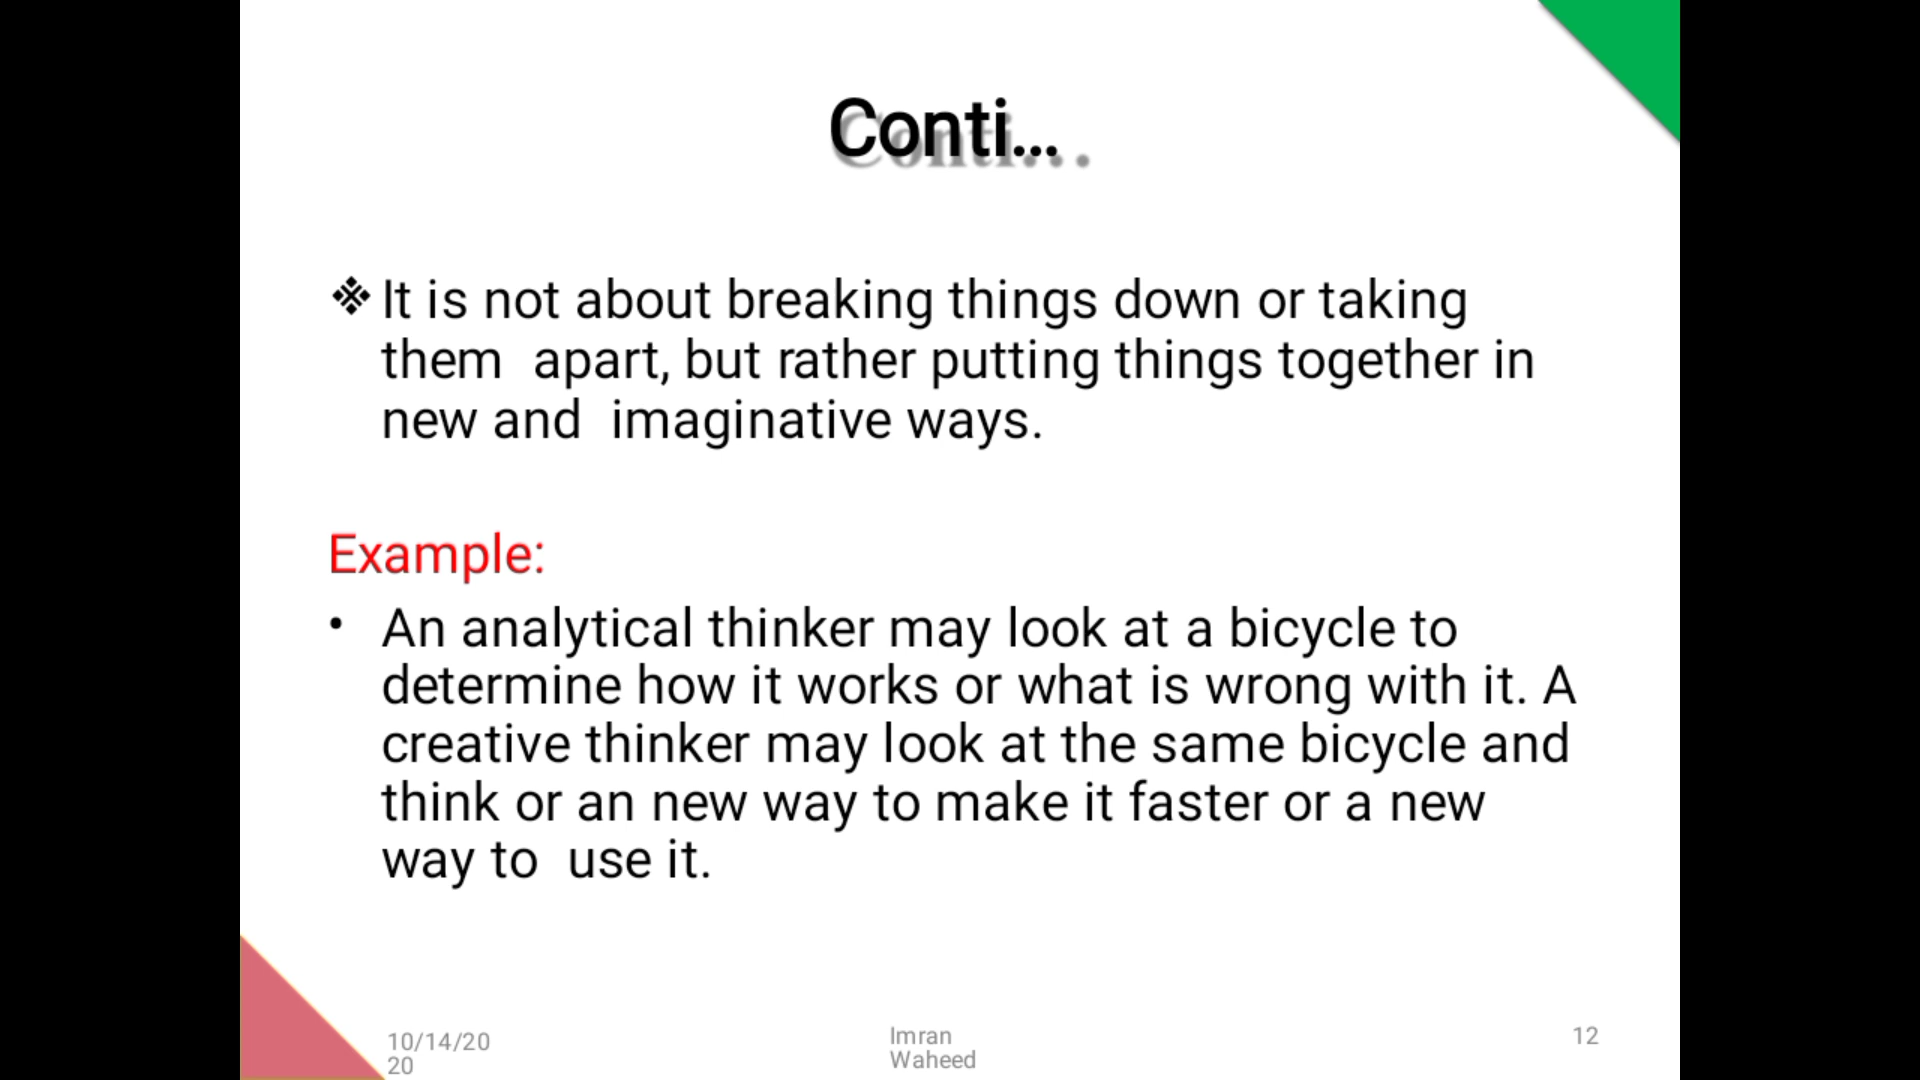 Conti...
❖ It is not about breaking things down or taking
them apart, but rather putting things together in
new and imaginative ways.
Example:
• An analytical thinker may look at a bicycle to
determine how it works or what is wrong with it. A
creative thinker may look at the same bicycle and
think or an new way to make it faster or a new
way to use it.
10/14/20
20
Imran
Waheed
12